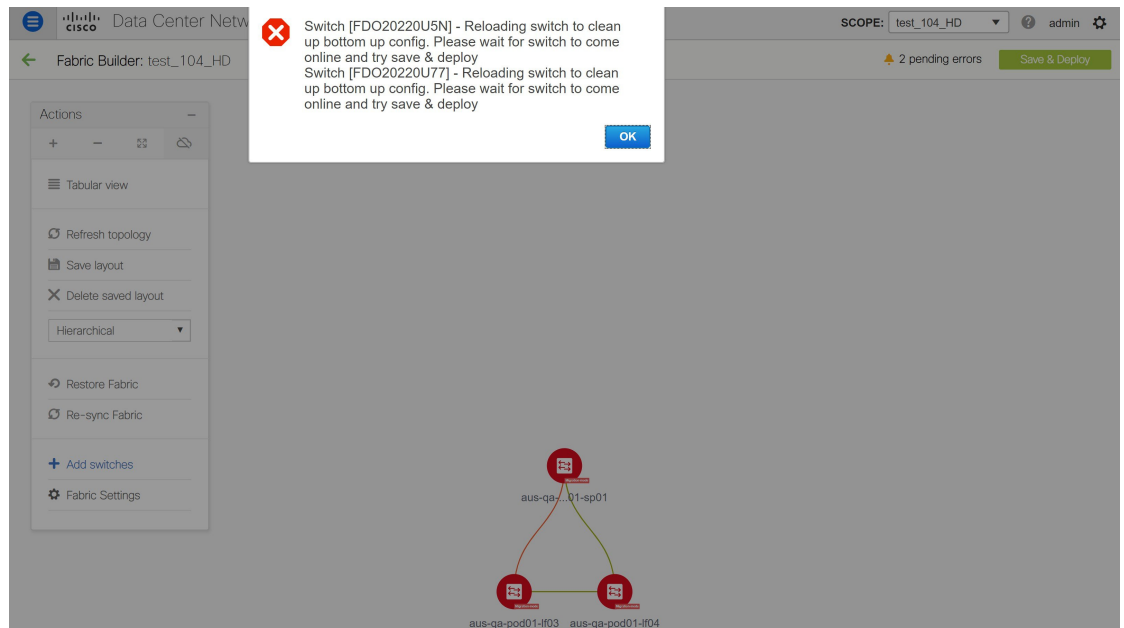 cisco
Data Center Netw
Switch [FDO20220U5N] - Reloading switch to clean
up bottom up config. Please wait for switch to come
online and try save & deploy
Switch [FDO20220U77] - Reloading switch to clean
up bottom up config. Please wait for switch to come
online and try save & deploy
OK
SCOPE: test_104_HD
admin
Fabric Builder: test_104_HD
2 pending errors
Save & Deploy
Actions
Tabular view
Refresh topology
Save layout
Delete saved layout
Hierarchical
Restore Fabric
Re-sync Fabric
Add switches
Fabric Settings
aus-qa-...01-sp01
aus-qa-pod01-lf03
aus-qa-pod01-lf04